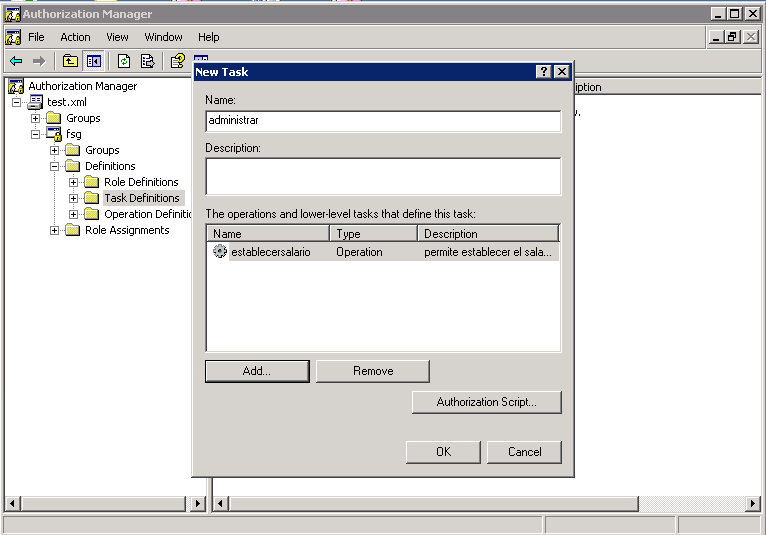 Authorization Manager
File Action View Window Help
New Task
Authorization Manager
test.xml
Groups
fsg
Groups
Definitions
Role Definitions
Task Definitions
Operation Definitio
Role Assignments
Name:
administrar
Description:
The operations and lower-level tasks that define this task:
Name Type Description
establecersalario Operation permite establecer el sala...
Add... Remove
Authorization Script...
OK Cancel
iption